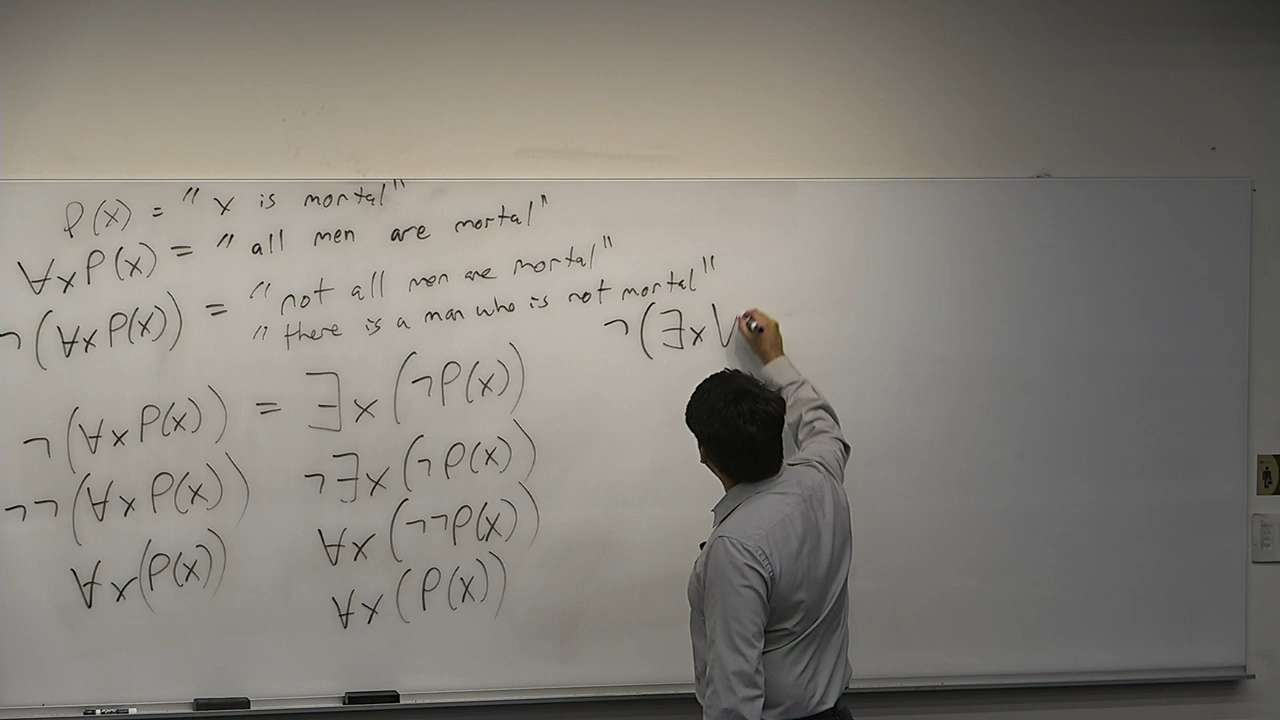 P(x) = "x is mortal"
∀x P(x) = "all men are mortal"
¬(∀x P(x)) = "not all men are mortal"
"there is a man who is not mortal"
¬(∀x P(x)) = ∃x (¬P(x))
¬¬(∀x P(x)) ¬∃x (¬P(x))
∀x (¬¬P(x))
∀x (P(x)) ∀x (P(x))
¬(∃x